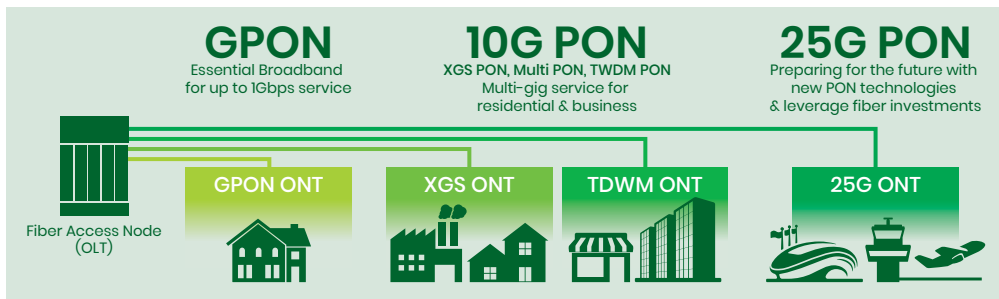 GPON
Essential Broadband
for up to 1Gbps service
10G PON
XGS PON, Multi PON, TWDM PON
Multi-gig service for
residential & business
25G PON
Preparing for the future with
new PON technologies
& leverage fiber investments
Fiber Access Node
(OLT)
GPON ONT
XGS ONT
TDWM ONT
25G ONT